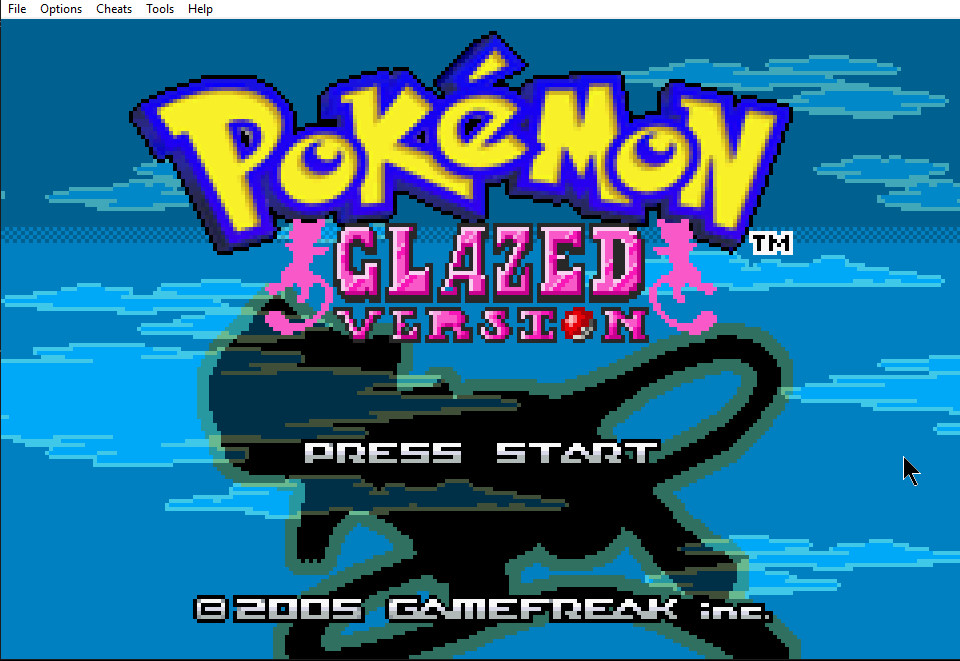 File Options Cheats Tools Help
POKéMON
TM
GLAZED
VERSION
PRESS START
©2005 GAMEFREAK inc.